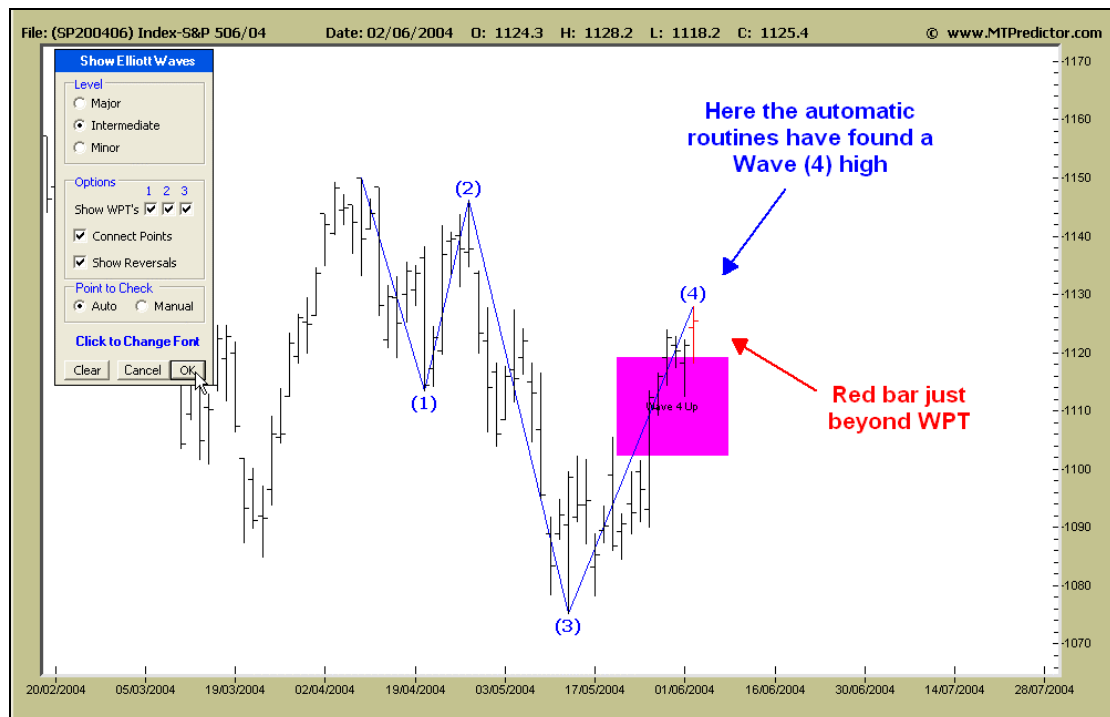 File: (SP200406) Index-S&P 506/04 Date: 02/06/2004 O: 1124.3 H: 1128.2 L: 1118.2 C: 1125.4 © www.MTPredictor.com
Show Elliott Waves
Level
Major
Intermediate
Minor
Options
1 2 3
Show WPT's
Connect Points
Show Reversals
Point to Check
Auto Manual
Click to Change Font
Clear Cancel OK
Here the automatic
routines have found a
Wave (4) high
(2)
(4)
(1)
(3)
Wave 4 Up
Red bar just
beyond WPT
1170
1160
1150
1140
1130
1120
1110
1100
1090
1080
1070
20/02/2004 05/03/2004 19/03/2004 02/04/2004 19/04/2004 03/05/2004 17/05/2004 01/06/2004 16/06/2004 30/06/2004 14/07/2004 28/07/2004